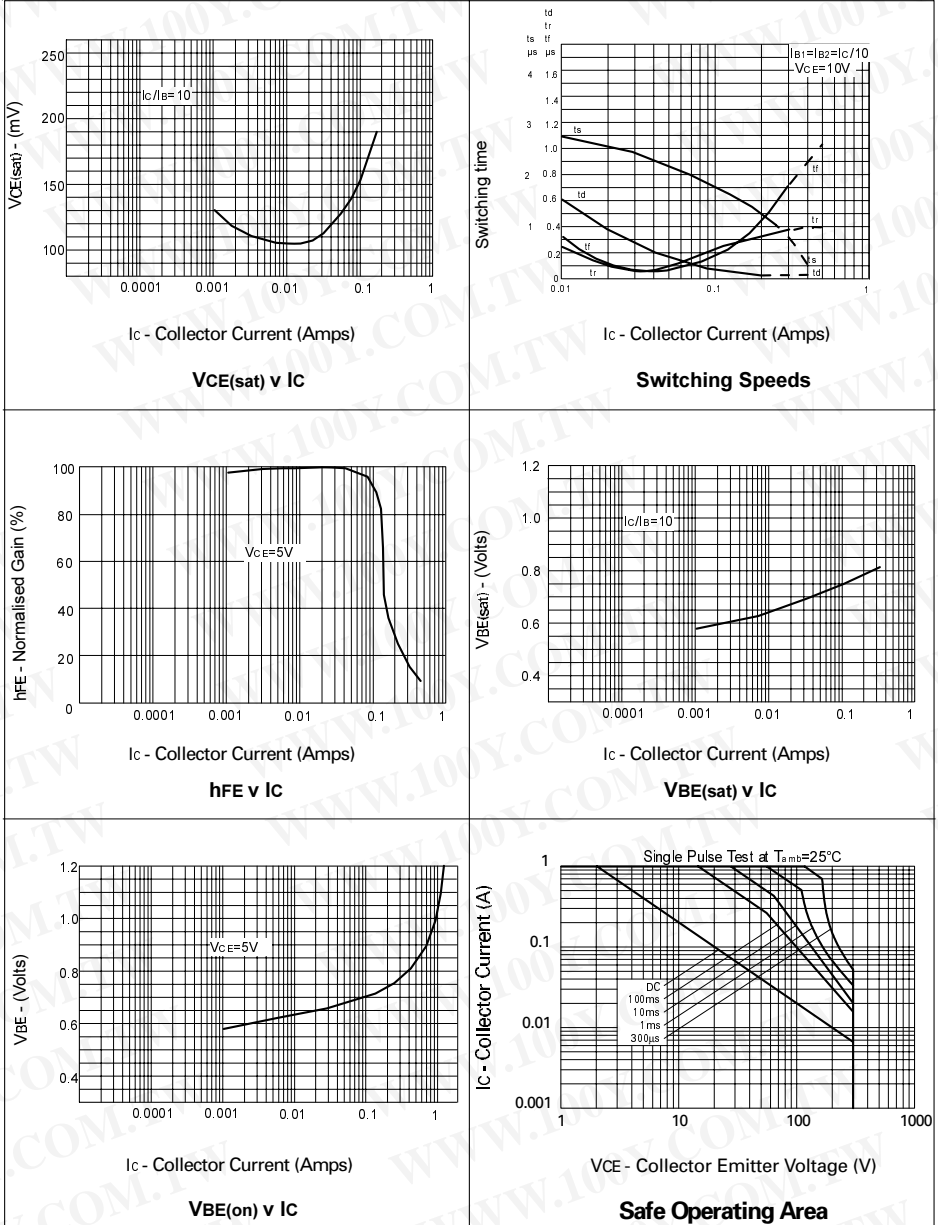 VCE(sat) - (mV)
250
200
150
100
IC/IB=10
0.0001 0.001 0.01 0.1 1
IC - Collector Current (Amps)
VCE(sat) v IC
td
tr
ts tf
µs µs
4 1.6
3 1.2
1.0
2 0.8
0.6
1 0.4
0.2
0
Switching time
IB1=IB2=IC/10
VCE=10V
ts
td
tf
tr
tf
tr
ts
td
0.01 0.1 1
IC - Collector Current (Amps)
Switching Speeds
hFE - Normalised Gain (%)
100
80
60
40
20
0
VCE=5V
0.0001 0.001 0.01 0.1 1
IC - Collector Current (Amps)
hFE v IC
VBE(sat) - (Volts)
1.2
1.0
0.8
0.6
0.4
IC/IB=10
0.0001 0.001 0.01 0.1 1
IC - Collector Current (Amps)
VBE(sat) v IC
VBE - (Volts)
1.2
1.0
0.8
0.6
0.4
VCE=5V
0.0001 0.001 0.01 0.1 1
IC - Collector Current (Amps)
VBE(on) v IC
Single Pulse Test at Tamb=25°C
IC - Collector Current (A)
1
0.1
0.01
0.001
DC
100ms
10ms
1ms
300µs
1 10 100 1000
VCE - Collector Emitter Voltage (V)
Safe Operating Area
WWW.100Y.COM.TW